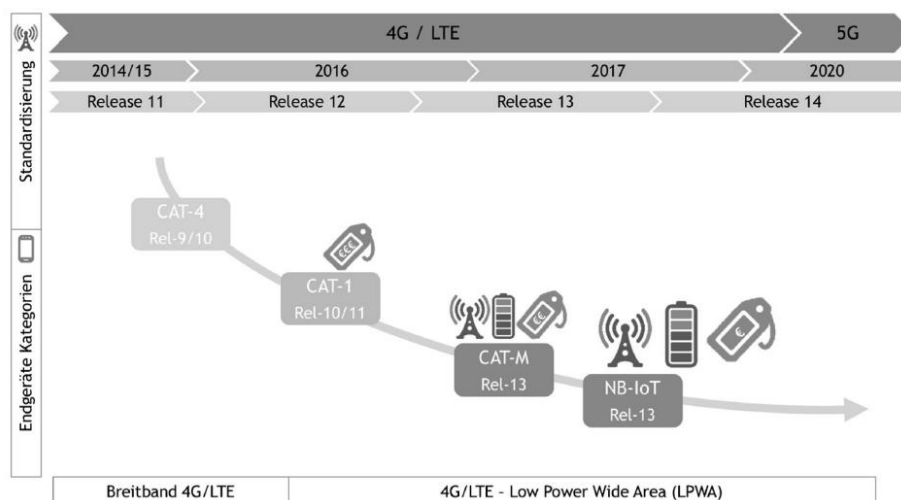 Standardisierung
4G / LTE
5G
2014/15
2016
2017
2020
Release 11
Release 12
Release 13
Release 14
Endgeräte Kategorien
CAT-4
Rel-9/10
€€€
CAT-1
Rel-10/11
€€
CAT-M
Rel-13
€
NB-IoT
Rel-13
Breitband 4G/LTE
4G/LTE - Low Power Wide Area (LPWA)